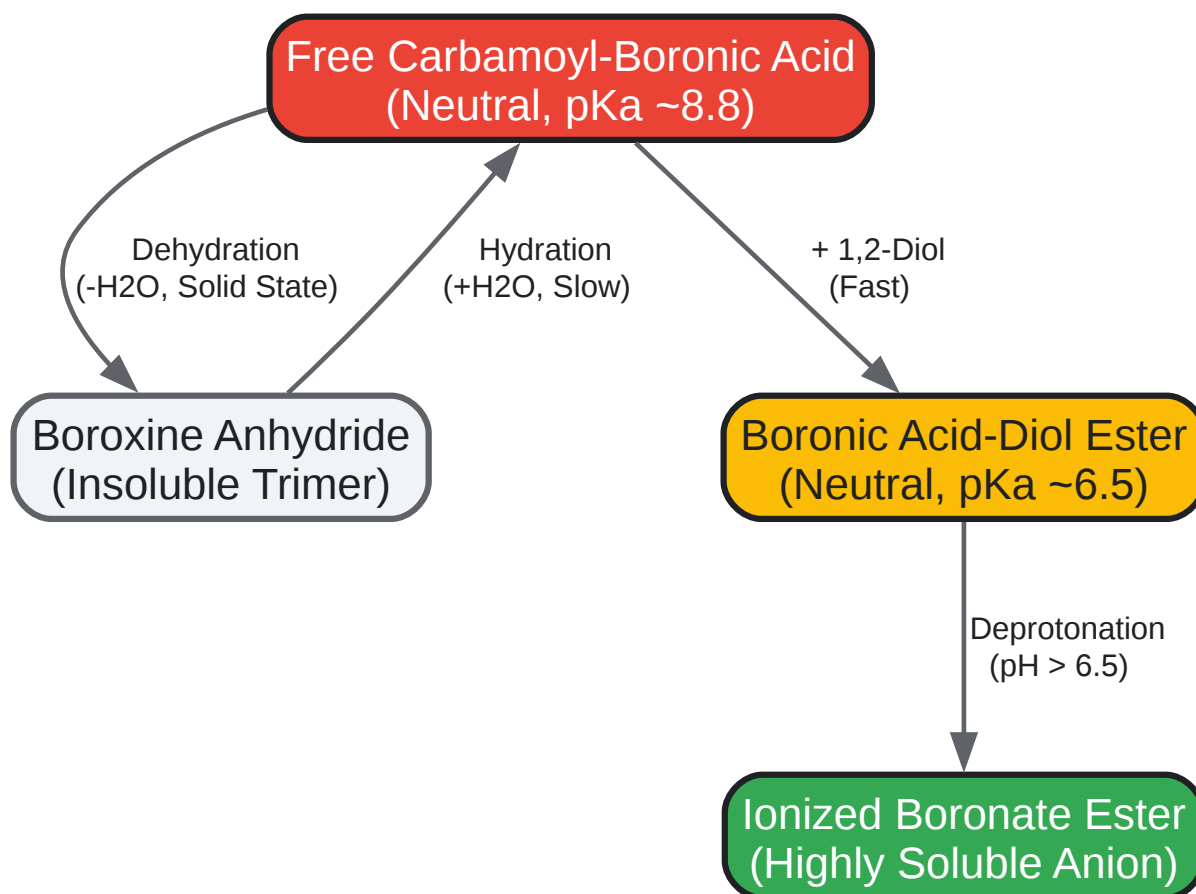 Free Carbamoyl-Boronic Acid
(Neutral, pKa ~8.8)
Dehydration
(-H2O, Solid State)
Hydration
(+H2O, Slow)
+ 1,2-Diol
(Fast)
Boroxine Anhydride
(Insoluble Trimer)
Boronic Acid-Diol Ester
(Neutral, pKa ~6.5)
Deprotonation
(pH > 6.5)
Ionized Boronate Ester
(Highly Soluble Anion)